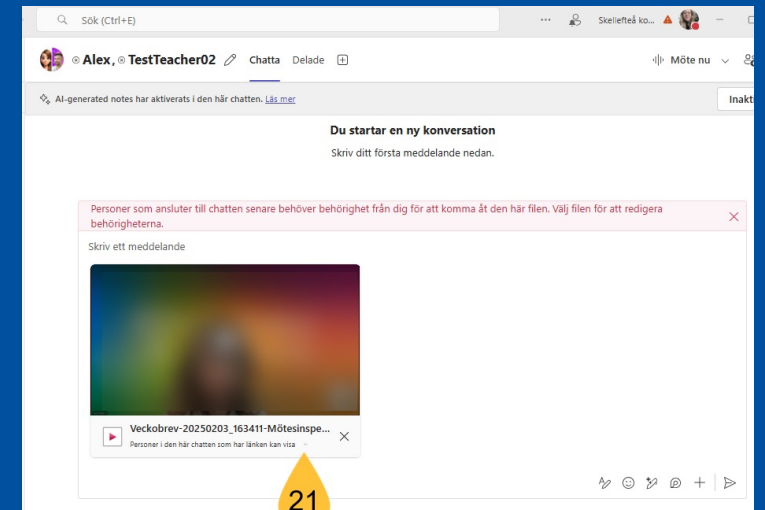 Sök (Ctrl+E)
Skellefteå ko...
Alex, TestTeacher02
Chatta
Delade
Möte nu
AI-generated notes har aktiverats i den här chatten. Läs mer
Inakt
Du startar en ny konversation
Skriv ditt första meddelande nedan.
Personer som ansluter till chatten senare behöver behörighet från dig för att komma åt den här filen. Välj filen för att redigera
behörigheterna.
Skriv ett meddelande
Veckobrev-20250203_163411-Mötesinspe...
Personer i den här chatten som har länken kan visa
21